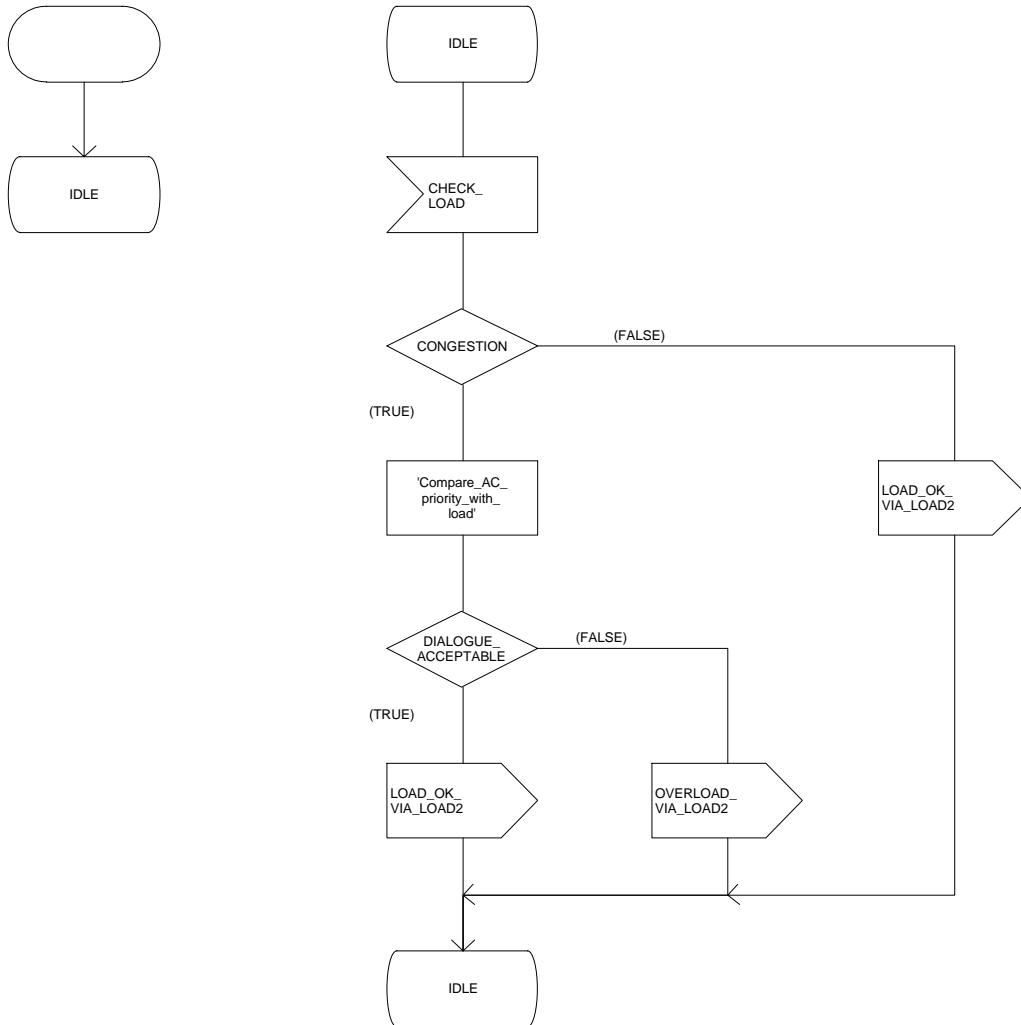 IDLE
IDLE
CHECK_
LOAD
CONGESTION
(FALSE)
(TRUE)
'Compare_AC_
priority_with_
load'
LOAD_OK_
VIA_LOAD2
DIALOGUE_
ACCEPTABLE
(FALSE)
(TRUE)
LOAD_OK_
VIA_LOAD2
OVERLOAD_
VIA_LOAD2
IDLE